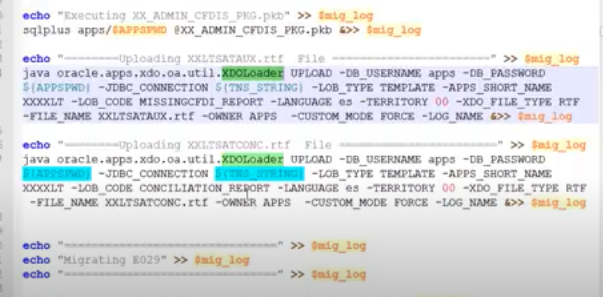 echo "Executing XX_ADMIN_CFDIS_PKG.pkb" >> $mig_log
sqlplus apps/$APPSPWD @XX_ADMIN_CFDIS_PKG.pkb &>> $mig_log
echo "=========Uploading XXLTSATAUX.rtf File =========================" >> $mig_log
java oracle.apps.xdo.oa.util.XDOLoader UPLOAD -DB_USERNAME apps -DB_PASSWORD
${APPSPWD} -JDBC_CONNECTION ${TNS_STRING} -LOB_TYPE TEMPLATE -APPS_SHORT_NAME
XXXXLT -LOB_CODE MISSINGCFDI_REPORT -LANGUAGE es -TERRITORY 00 -XDO_FILE_TYPE RTF
-FILE_NAME XXLTSATAUX.rtf -OWNER APPS -CUSTOM_MODE FORCE -LOG_NAME &>> $mig_log
echo "=========Uploading XXLTSATCONC.rtf File =========================" >> $mig_log
java oracle.apps.xdo.oa.util.XDOLoader UPLOAD -DB_USERNAME apps -DB_PASSWORD
${APPSPWD} -JDBC_CONNECTION ${TNS_STRING} -LOB_TYPE TEMPLATE -APPS_SHORT_NAME
XXXXLT -LOB_CODE CONCILIATION_REPORT -LANGUAGE es -TERRITORY 00 -XDO_FILE_TYPE RTF
-FILE_NAME XXLTSATCONC.rtf -OWNER APPS -CUSTOM_MODE FORCE -LOG_NAME &>> $mig_log
echo "===============================" >> $mig_log
echo "Migrating E029" >> $mig_log
echo "===============================" >> $mig_log